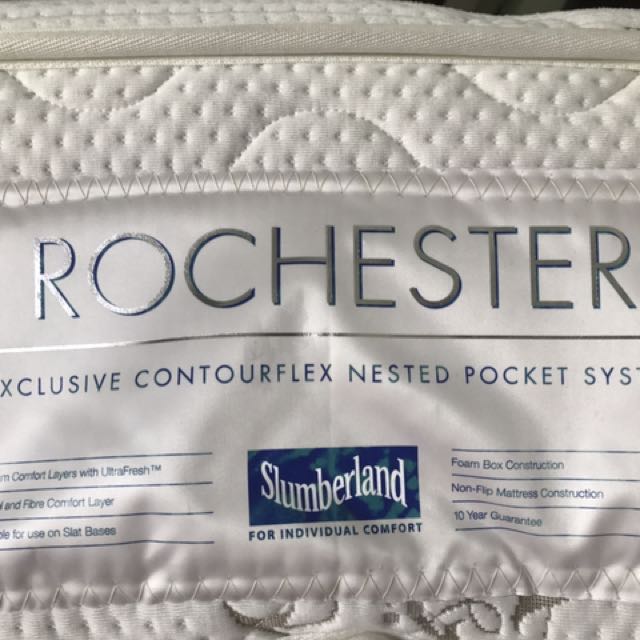 ROCHESTER
XCLUSIVE CONTOURFLEX NESTED POCKET SYST
m Comfort Layers with UltraFresh™
l and Fibre Comfort Layer
ble for use on Slat Bases
Slumberland
FOR INDIVIDUAL COMFORT
Foam Box Construction
Non-Flip Mattress Construction
10 Year Guarantee